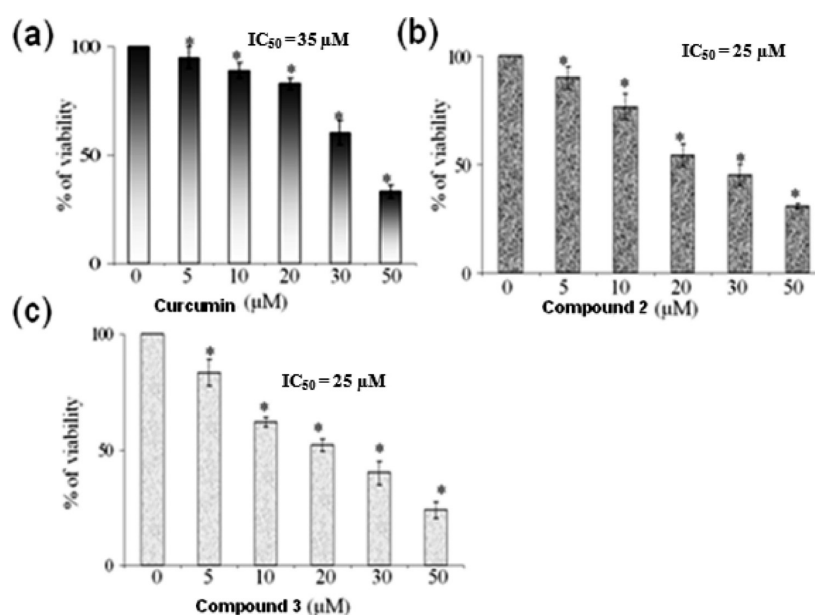 (a)
IC50 = 35 µM
% of viability
100
50
0
* * * * *
0 5 10 20 30 50
Curcumin (µM)
(b)
IC50 = 25 µM
% of viability
100
50
0
* * * * *
0 5 10 20 30 50
Compound 2 (µM)
(c)
IC50 = 25 µM
% of viability
100
50
0
* * * * *
0 5 10 20 30 50
Compound 3 (µM)